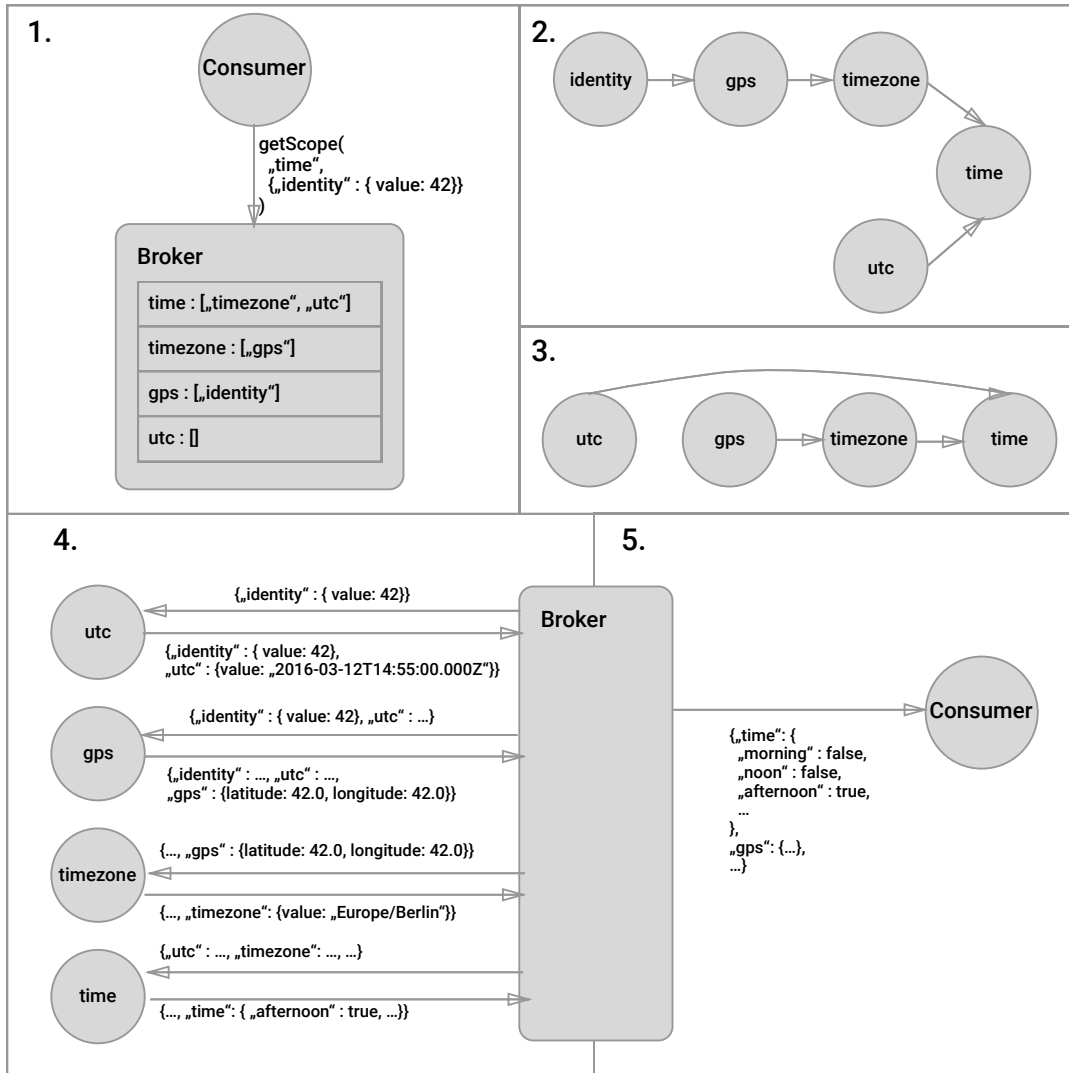 1.
Consumer
getScope(
„time“,
{„identity“ : { value: 42}}
)
Broker
time : [„timezone“, „utc“]
timezone : [„gps“]
gps : [„identity“]
utc : []
2.
identity
gps
timezone
time
utc
3.
utc
gps
timezone
time
4.
utc
{„identity“ : { value: 42}}
{„identity“ : { value: 42},
„utc“ : {value: „2016-03-12T14:55:00.000Z“}}
gps
{„identity“ : { value: 42}, „utc“ : …}
{„identity“ : …, „utc“ : …,
„gps“ : {latitude: 42.0, longitude: 42.0}}
timezone
{…, „gps“ : {latitude: 42.0, longitude: 42.0}}
{…, „timezone“: {value: „Europe/Berlin“}}
time
{„utc“ : …, „timezone“: …, …}
{…, „time“: { „afternoon“ : true, …}}
Broker
5.
Consumer
{„time“: {
„morning“ : false,
„noon“ : false,
„afternoon“ : true,
…
},
„gps“: {…},
…}